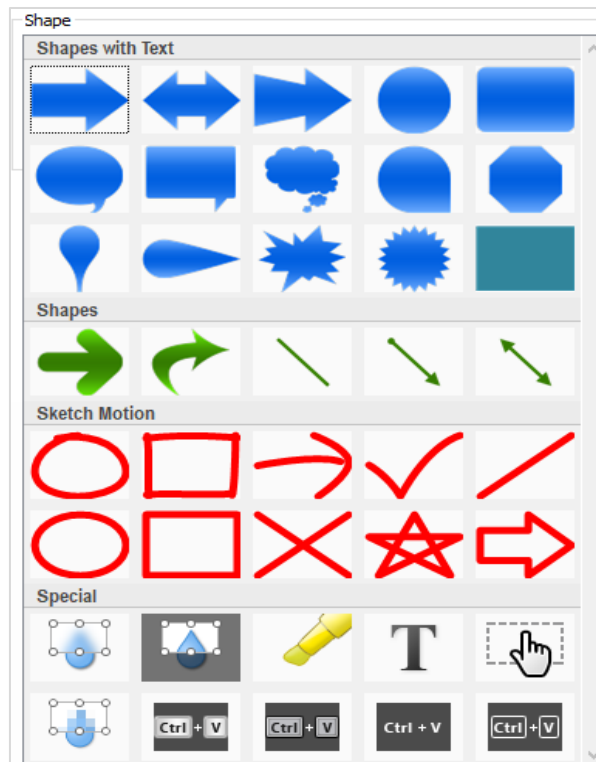 Shape
Shapes with Text
Shapes
Sketch Motion
Special
T
Ctrl + V
Ctrl + V
Ctrl + V
Ctrl + V